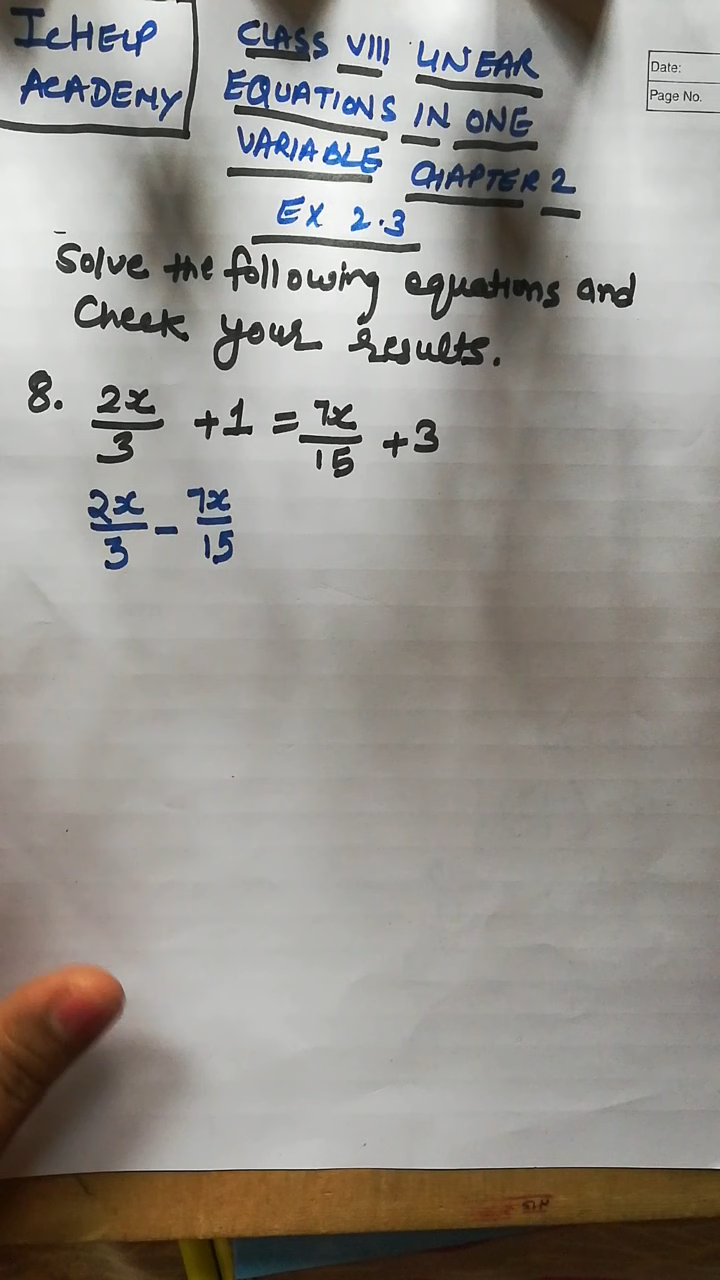 IcHELP
ACADEMY
CLASS VIII LINEAR
EQUATIONS IN ONE
VARIABLE CHAPTER 2
EX 2.3
Date:
Page No.
Solve the following equations and
Check your results.
8. 2x/3 + 1 = 7x/15 + 3
2x/3 - 7x/15